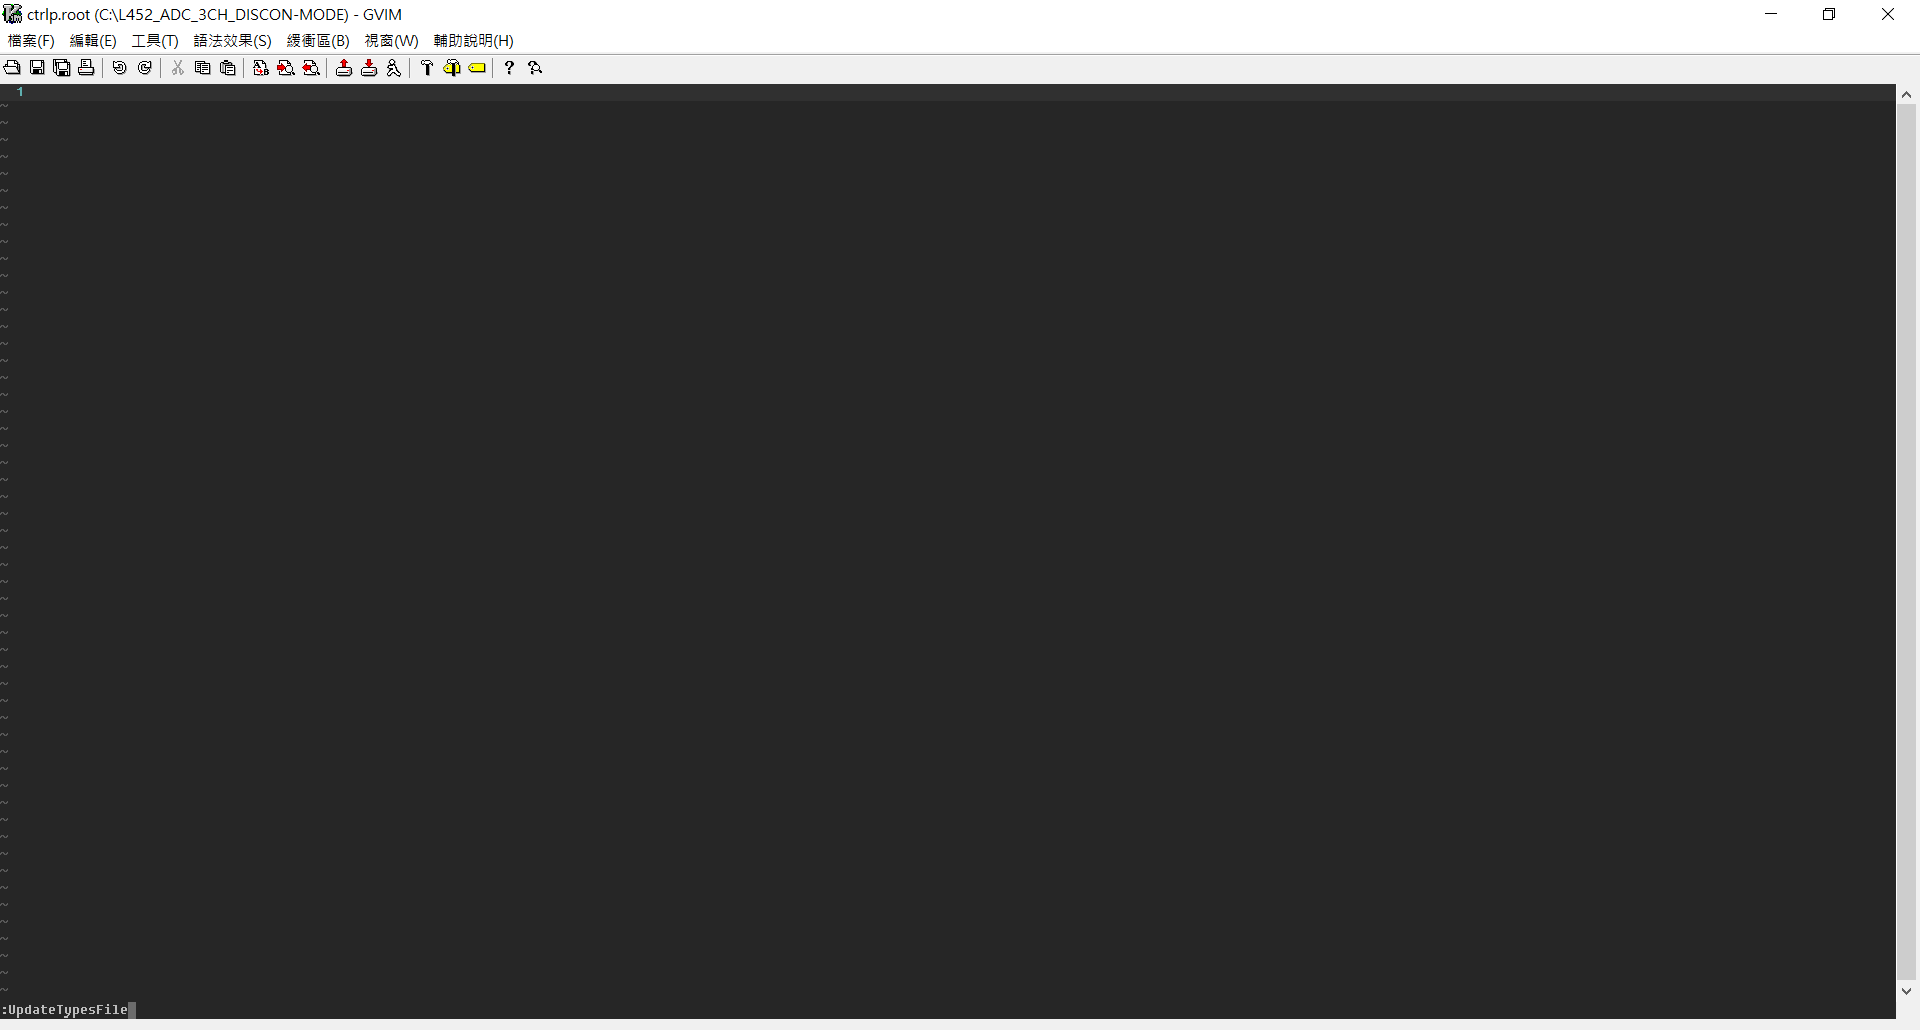 ctrlp.root (C:\L452_ADC_3CH_DISCON-MODE) - GVIM
檔案(F) 編輯(E) 工具(T) 語法效果(S) 緩衝區(B) 視窗(W) 輔助說明(H)
1
:UpdateTypesFile